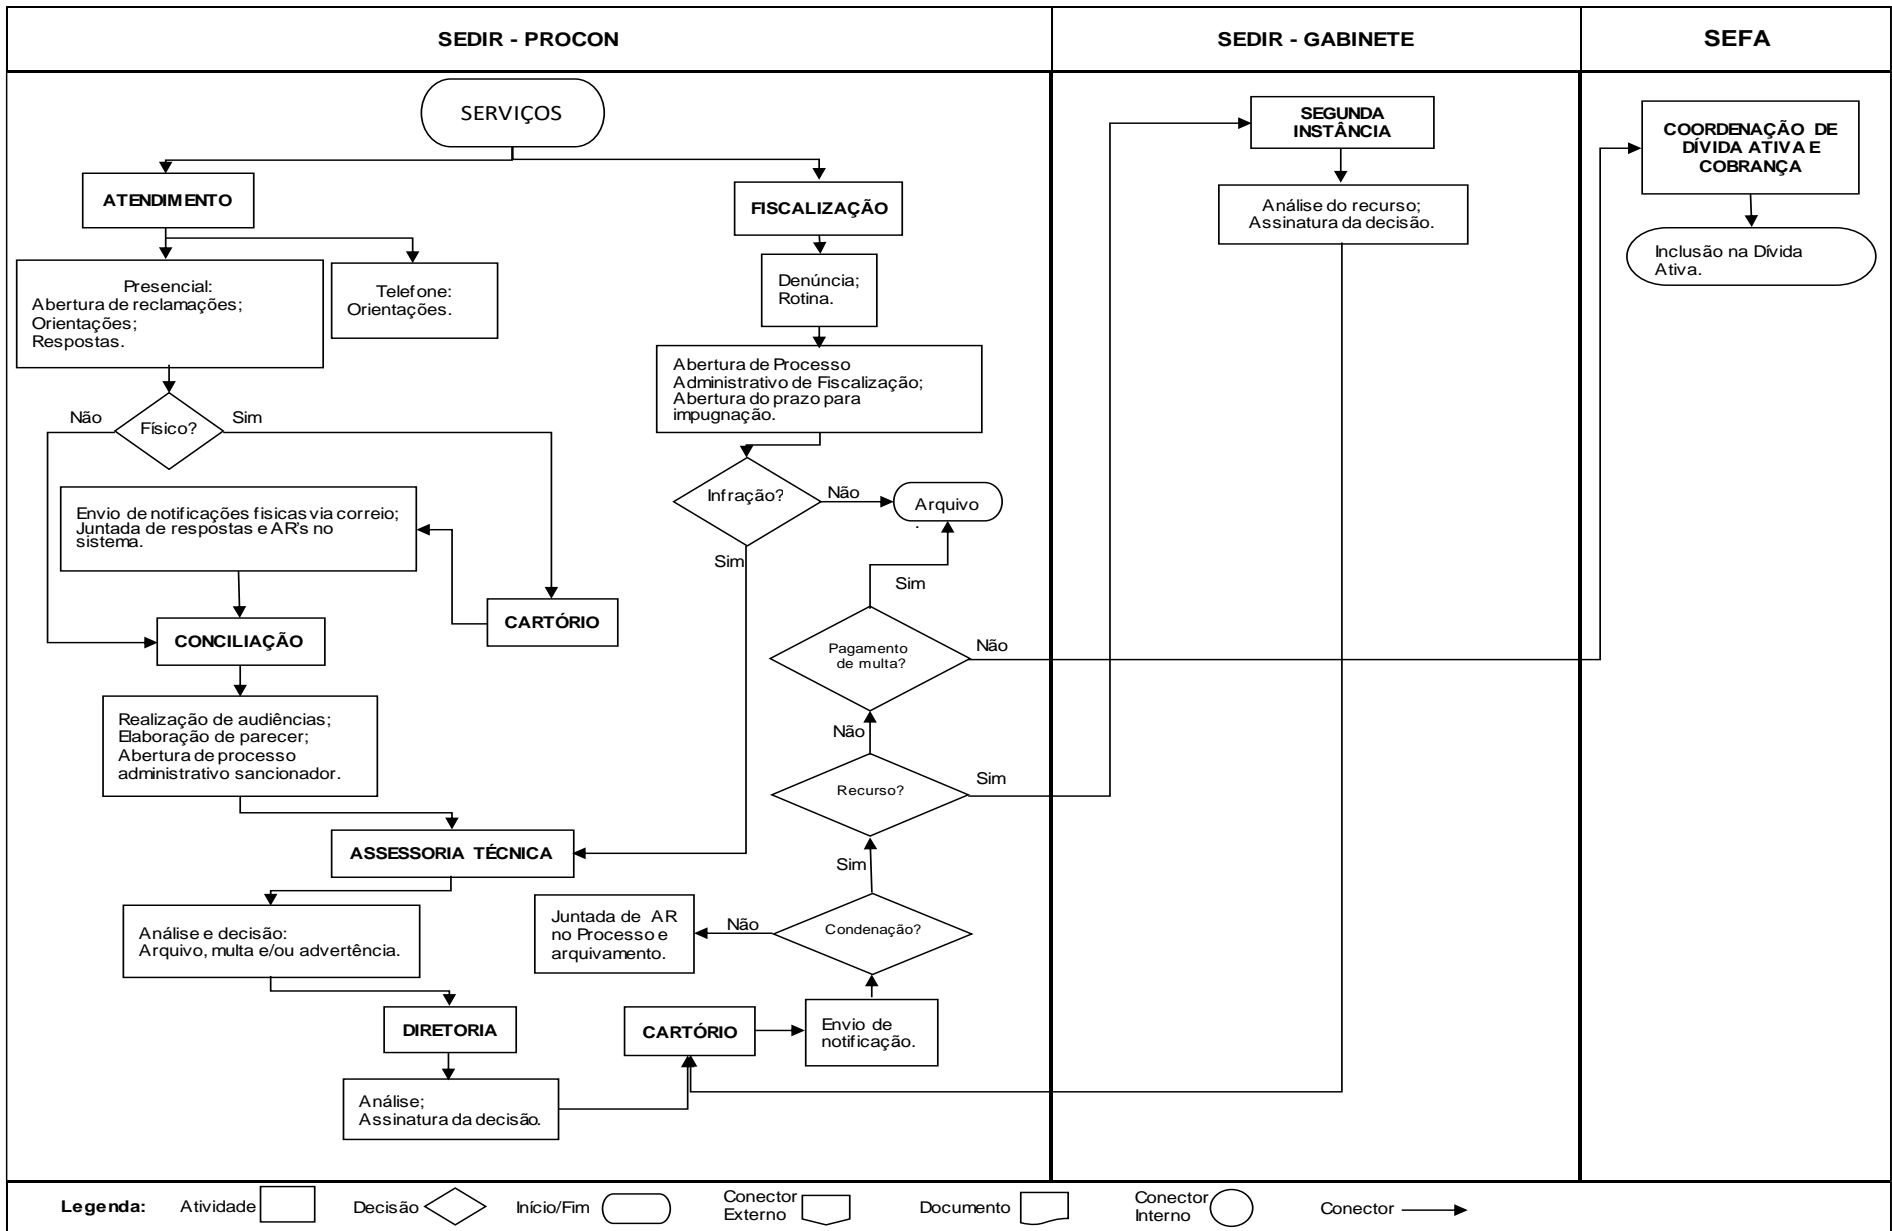 SEDIR - PROCON
SEDIR - GABINETE
SEFA
SERVIÇOS
ATENDIMENTO
Presencial:
Abertura de reclamações;
Orientações;
Respostas.
Telefone:
Orientações.
Físico?
Não
Sim
Envio de notificações físicas via correio;
Juntada de respostas e AR's no
sistema.
CARTÓRIO
CONCILIAÇÃO
Realização de audiências;
Elaboração de parecer;
Abertura de processo
administrativo sancionador.
FISCALIZAÇÃO
Denúncia;
Rotina.
Abertura de Processo
Administrativo de Fiscalização;
Abertura do prazo para
impugnação.
Infração?
Não
Arquivo
.
Sim
ASSESSORIA TÉCNICA
Análise e decisão:
Arquivo, multa e/ou advertência.
DIRETORIA
Análise;
Assinatura da decisão.
CARTÓRIO
Envio de
notificação.
Condenação?
Não
Juntada de AR
no Processo e
arquivamento.
Sim
Recurso?
Sim
Não
Pagamento
de multa?
Sim
Não
SEGUNDA
INSTÂNCIA
Análise do recurso;
Assinatura da decisão.
COORDENAÇÃO DE
DÍVIDA ATIVA E
COBRANÇA
Inclusão na Dívida
Ativa.
Legenda:
Atividade
Decisão
Início/Fim
Conector
Externo
Documento
Conector
Interno
Conector